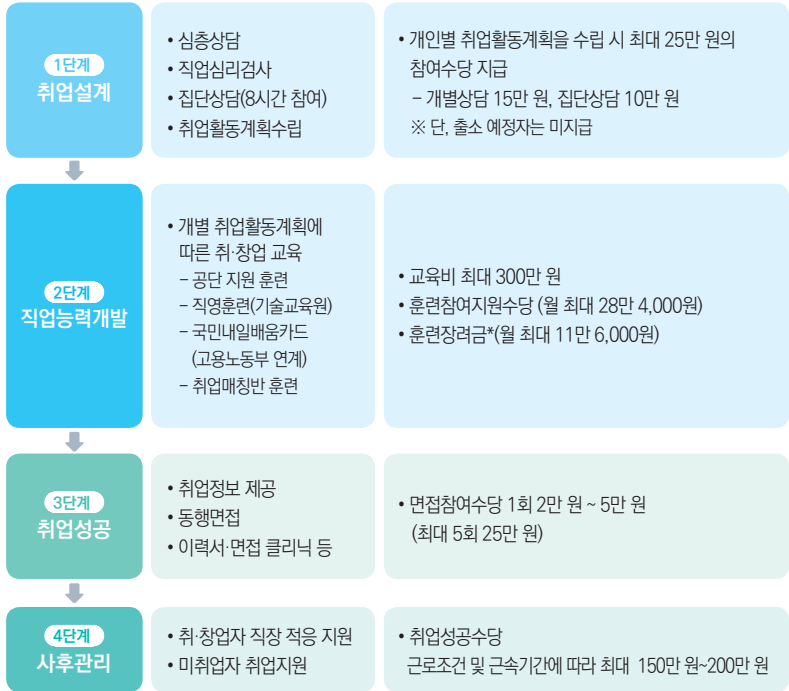 1단계
취업설계
• 심층상담
• 직업심리검사
• 집단상담(8시간 참여)
• 취업활동계획수립
• 개인별 취업활동계획을 수립 시 최대 25만 원의
참여수당 지급
– 개별상담 15만 원, 집단상담 10만 원
※ 단, 출소 예정자는 미지급
2단계
직업능력개발
• 개별 취업활동계획에
따른 취·창업 교육
– 공단 지원 훈련
– 직영훈련(기술교육원)
– 국민내일배움카드
(고용노동부 연계)
– 취업매칭반 훈련
• 교육비 최대 300만 원
• 훈련참여지원수당 (월 최대 28만 4,000원)
• 훈련장려금*(월 최대 11만 6,000원)
3단계
취업성공
• 취업정보 제공
• 동행면접
• 이력서·면접 클리닉 등
• 면접참여수당 1회 2만 원 ~ 5만 원
(최대 5회 25만 원)
4단계
사후관리
• 취·창업자 직장 적응 지원
• 미취업자 취업지원
• 취업성공수당
근로조건 및 근속기간에 따라 최대 150만 원~200만 원